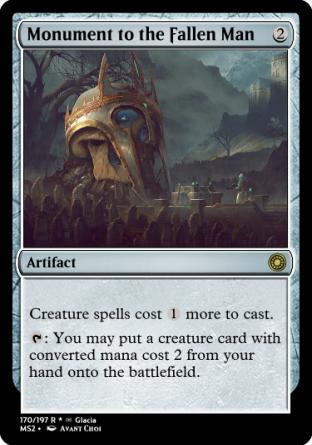 Monument to the Fallen Man 2
Artifact
Creature spells cost 1 more to cast.
: You may put a creature card with
converted mana cost 2 from your
hand onto the battlefield.
170/197 R * ∞ Glacia
MS2 • Avant Choi